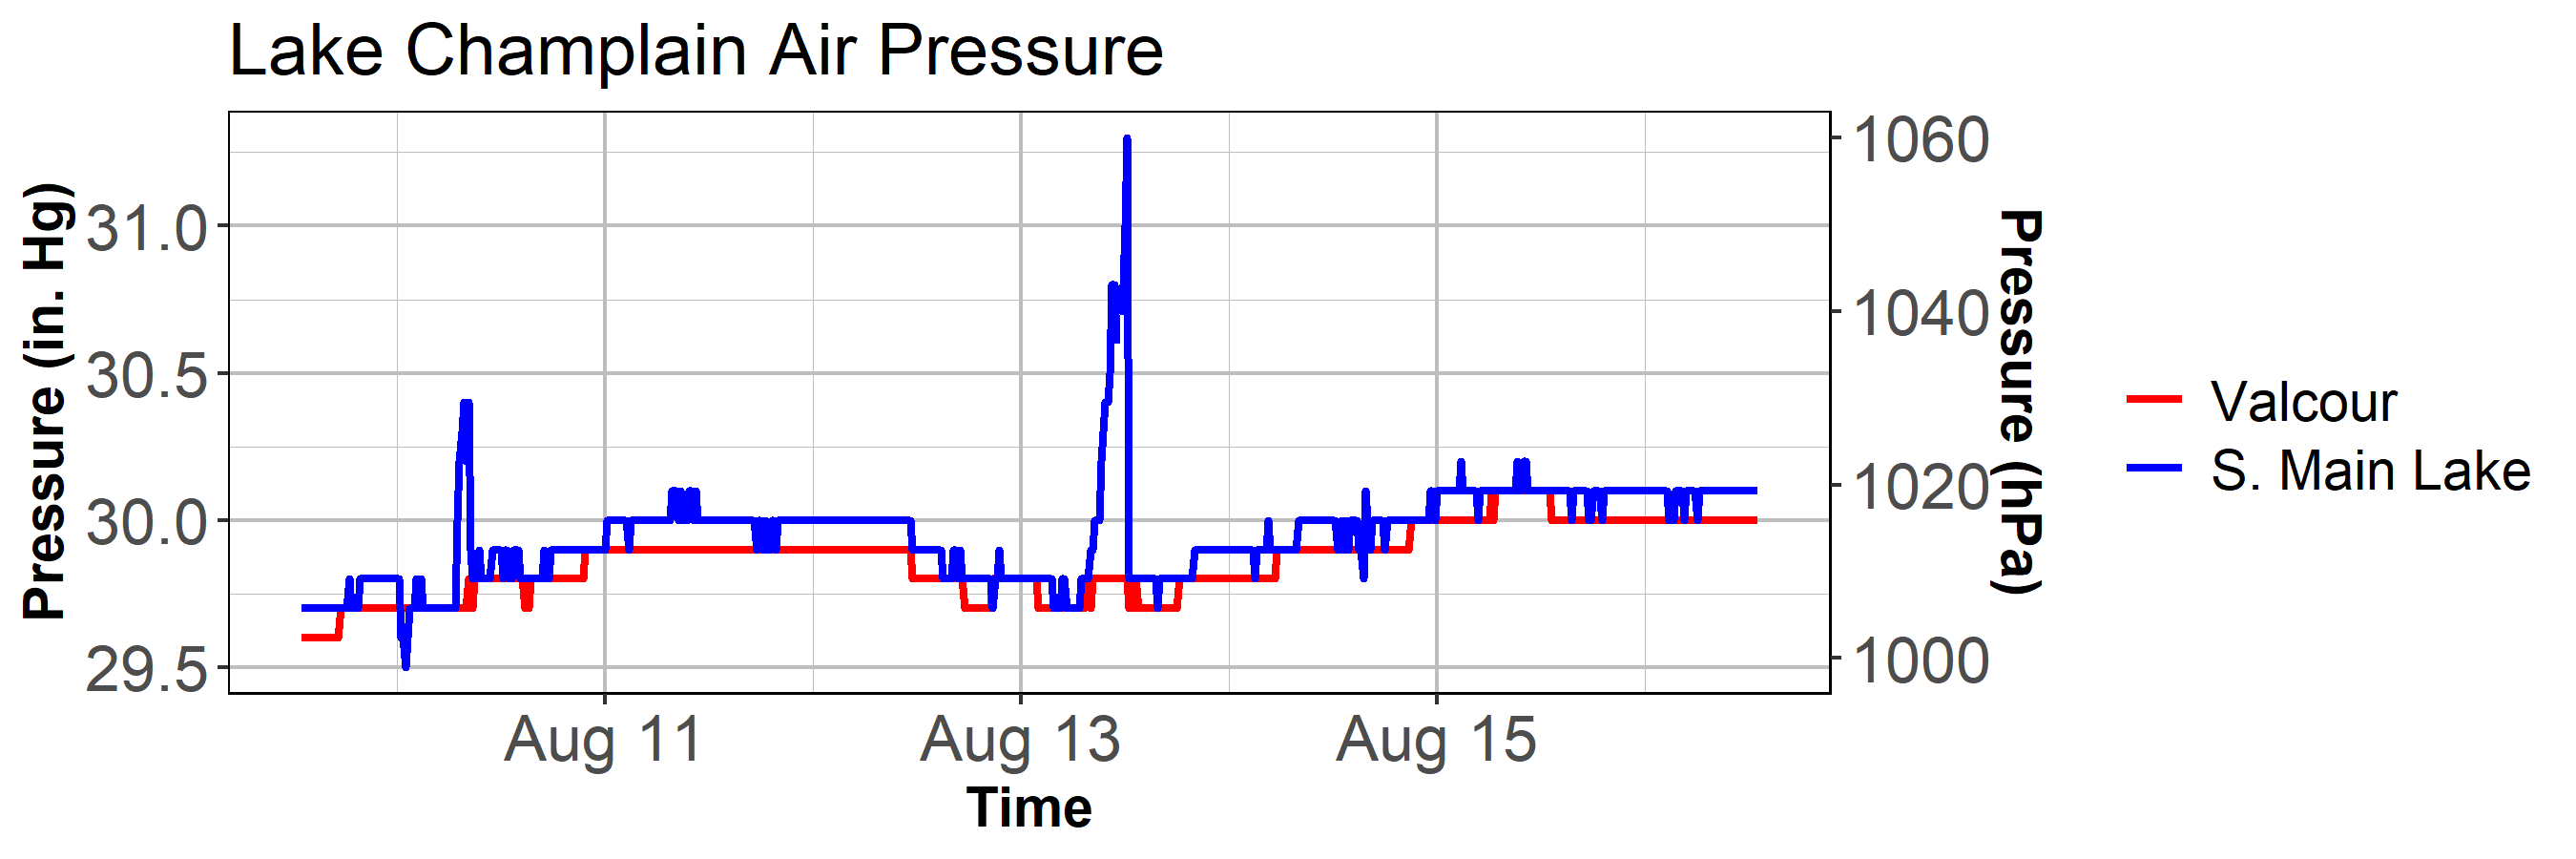 Lake Champlain Air Pressure
Pressure (in. Hg)
31.0
30.5
30.0
29.5
1060
1040
1020
1000
Pressure (hPa)
Aug 11
Aug 13
Aug 15
Time
Valcour
S. Main Lake